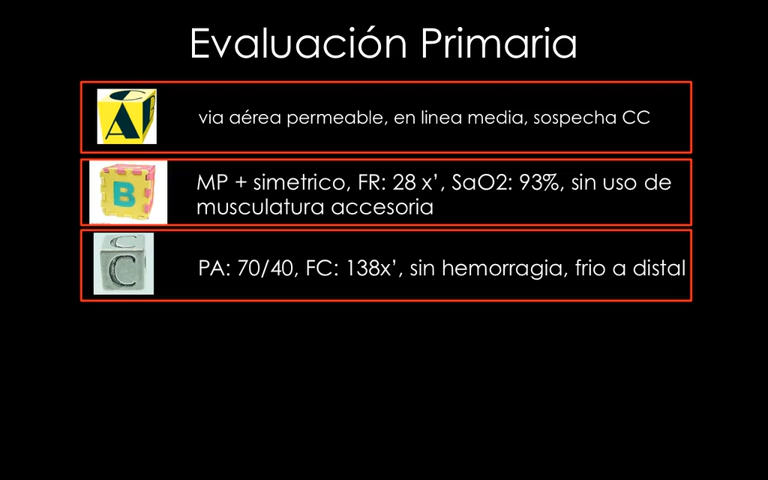 Evaluación Primaria
A
via aérea permeable, en linea media, sospecha CC
B
MP + simetrico, FR: 28 x’, SaO2: 93%, sin uso de
musculatura accesoria
C
PA: 70/40, FC: 138x’, sin hemorragia, frio a distal